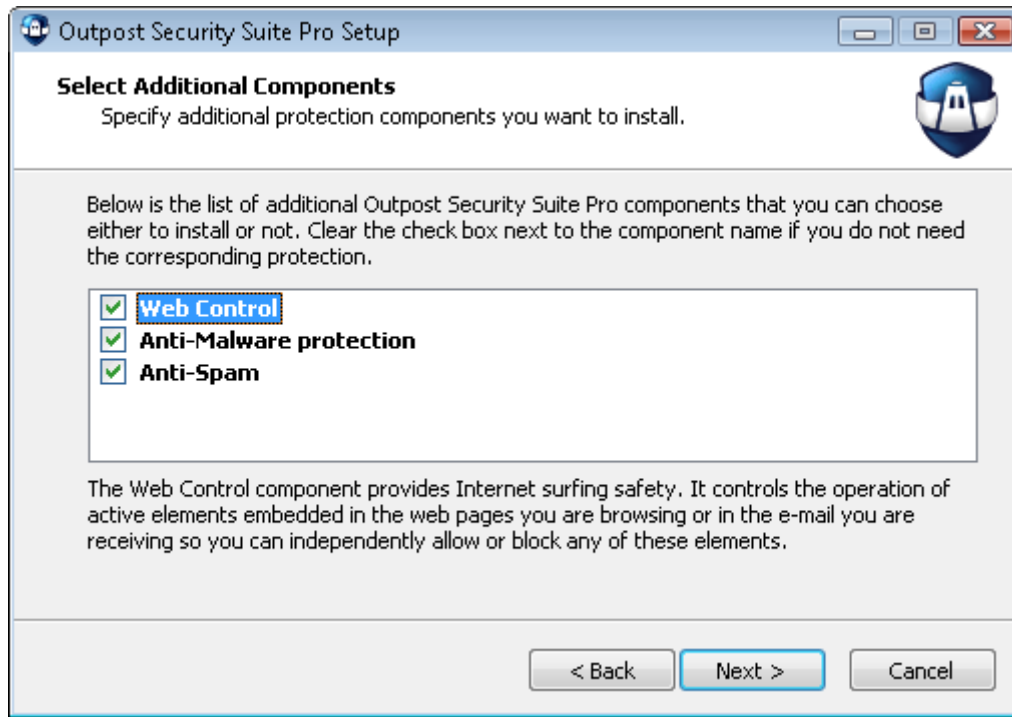 Outpost Security Suite Pro Setup
Select Additional Components
Specify additional protection components you want to install.
Below is the list of additional Outpost Security Suite Pro components that you can choose
either to install or not. Clear the check box next to the component name if you do not need
the corresponding protection.
Web Control
Anti-Malware protection
Anti-Spam
The Web Control component provides Internet surfing safety. It controls the operation of
active elements embedded in the web pages you are browsing or in the e-mail you are
receiving so you can independently allow or block any of these elements.
< Back Next > Cancel